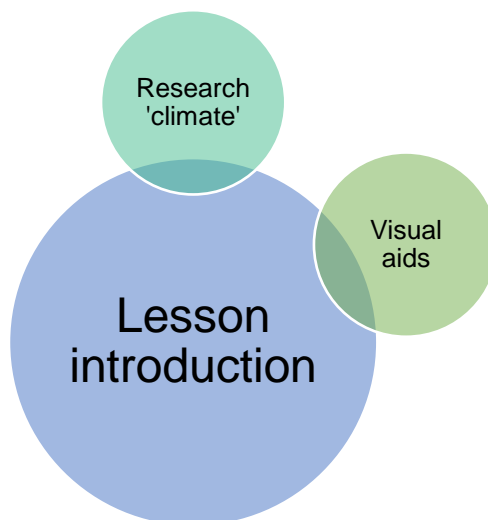 Research
'climate'
Visual
aids
Lesson
introduction